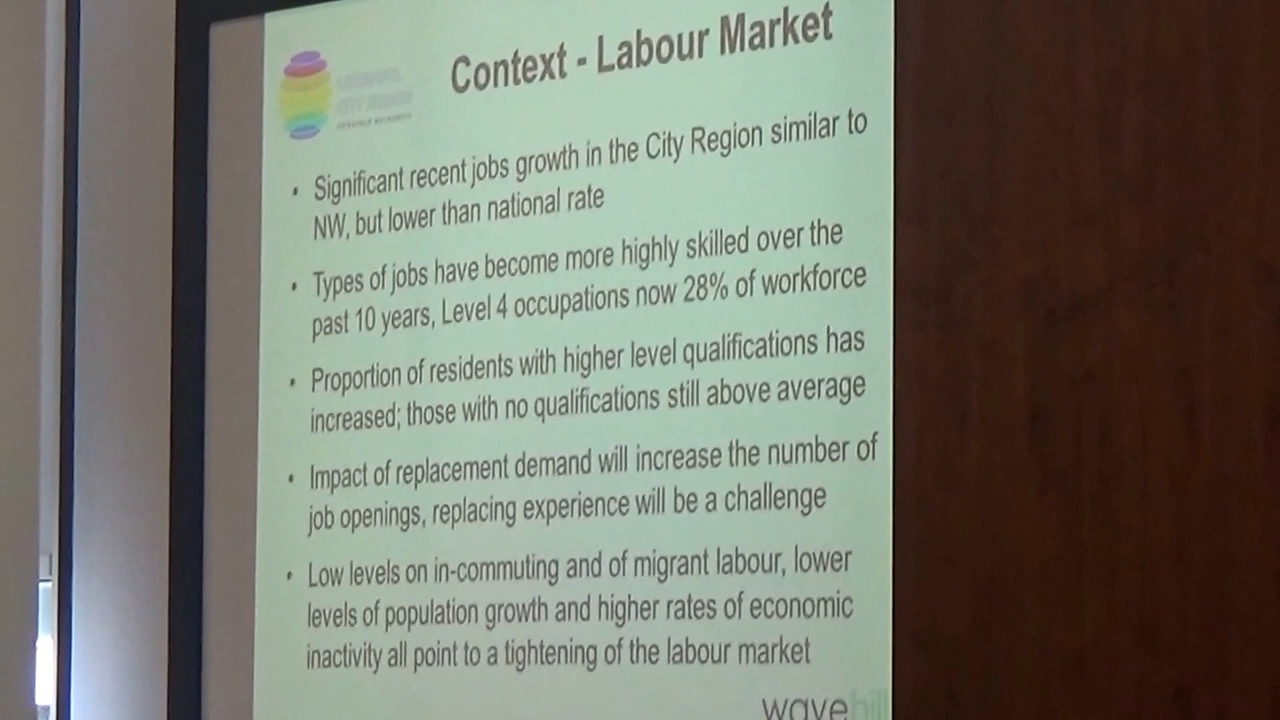 Context - Labour Market
CITY REGION
COMBINED AUTHORITY
• Significant recent jobs growth in the City Region similar to
NW, but lower than national rate
• Types of jobs have become more highly skilled over the
past 10 years, Level 4 occupations now 28% of workforce
• Proportion of residents with higher level qualifications has
increased; those with no qualifications still above average
• Impact of replacement demand will increase the number of
job openings, replacing experience will be a challenge
• Low levels on in-commuting and of migrant labour, lower
levels of population growth and higher rates of economic
inactivity all point to a tightening of the labour market
wavehill